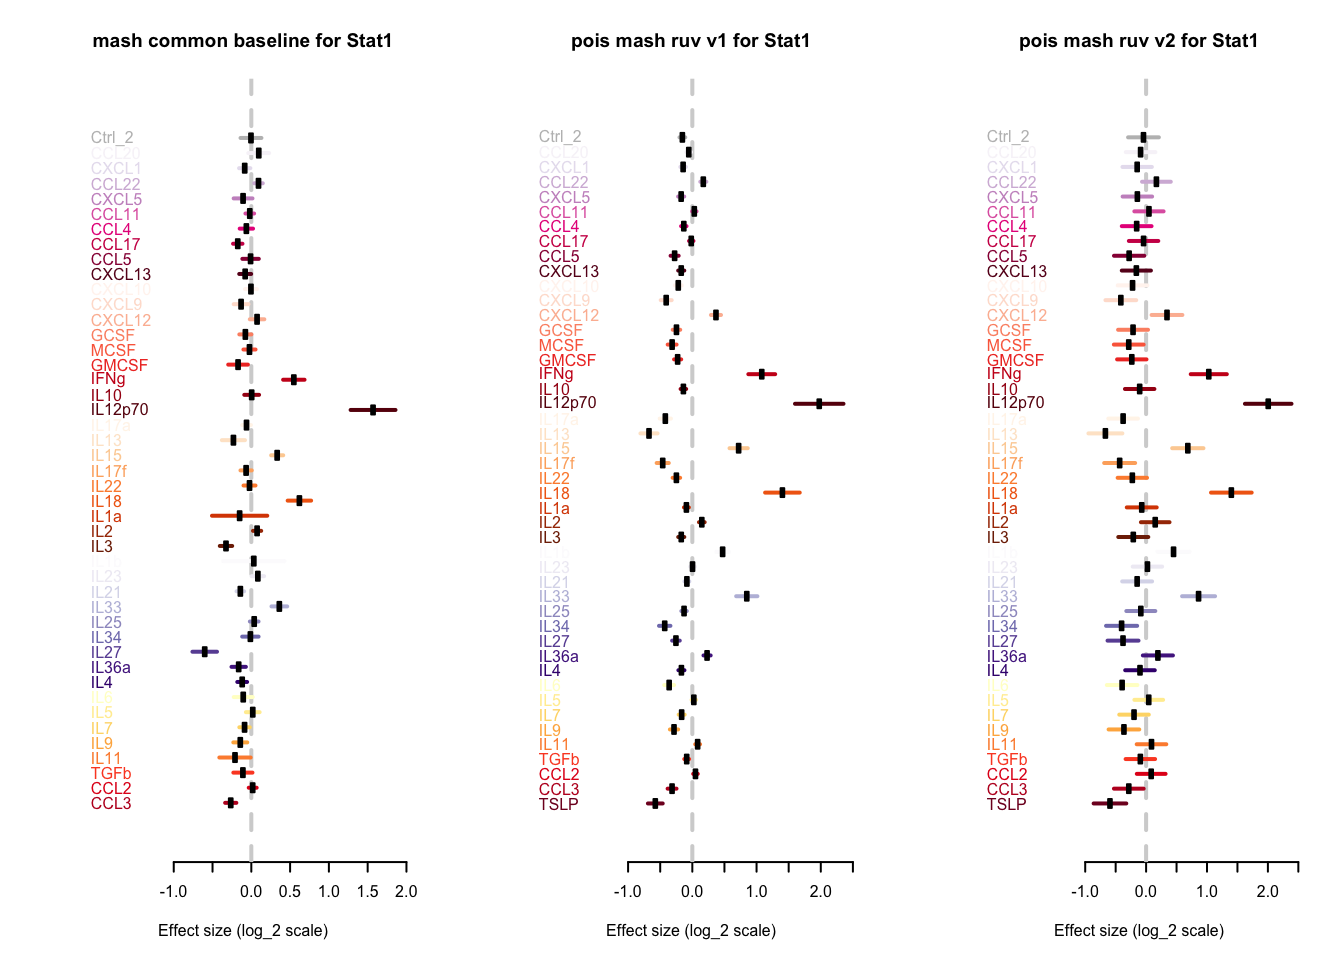 mash common baseline for Stat1
Ctrl_2
CCL20
CXCL1
CCL22
CXCL5
CCL11
CCL4
CCL17
CCL5
CXCL13
CXCL10
CXCL9
CXCL12
GCSF
MCSF
GMCSF
IFNg
IL10
IL12p70
IL17a
IL13
IL15
IL17f
IL22
IL18
IL1a
IL2
IL3
IL23
IL21
IL33
IL25
IL34
IL27
IL36a
IL4
IL5
IL7
IL9
IL11
TGFb
CCL2
CCL3
-1.0 0.0 0.5 1.0 1.5 2.0
Effect size (log_2 scale)
pois mash ruv v1 for Stat1
Ctrl_2
CCL20
CXCL1
CCL22
CXCL5
CCL11
CCL4
CCL17
CCL5
CXCL13
CXCL10
CXCL9
CXCL12
GCSF
MCSF
GMCSF
IFNg
IL10
IL12p70
IL17a
IL13
IL15
IL17f
IL22
IL18
IL1a
IL2
IL3
IL23
IL21
IL33
IL25
IL34
IL27
IL36a
IL4
IL5
IL7
IL9
IL11
TGFb
CCL2
CCL3
TSLP
-1.0 0.0 1.0 2.0
Effect size (log_2 scale)
pois mash ruv v2 for Stat1
Ctrl_2
CCL20
CXCL1
CCL22
CXCL5
CCL11
CCL4
CCL17
CCL5
CXCL13
CXCL10
CXCL9
CXCL12
GCSF
MCSF
GMCSF
IFNg
IL10
IL12p70
IL17a
IL13
IL15
IL17f
IL22
IL18
IL1a
IL2
IL3
IL23
IL21
IL33
IL25
IL34
IL27
IL36a
IL4
IL5
IL7
IL9
IL11
TGFb
CCL2
CCL3
TSLP
-1.0 0.0 1.0 2.0
Effect size (log_2 scale)